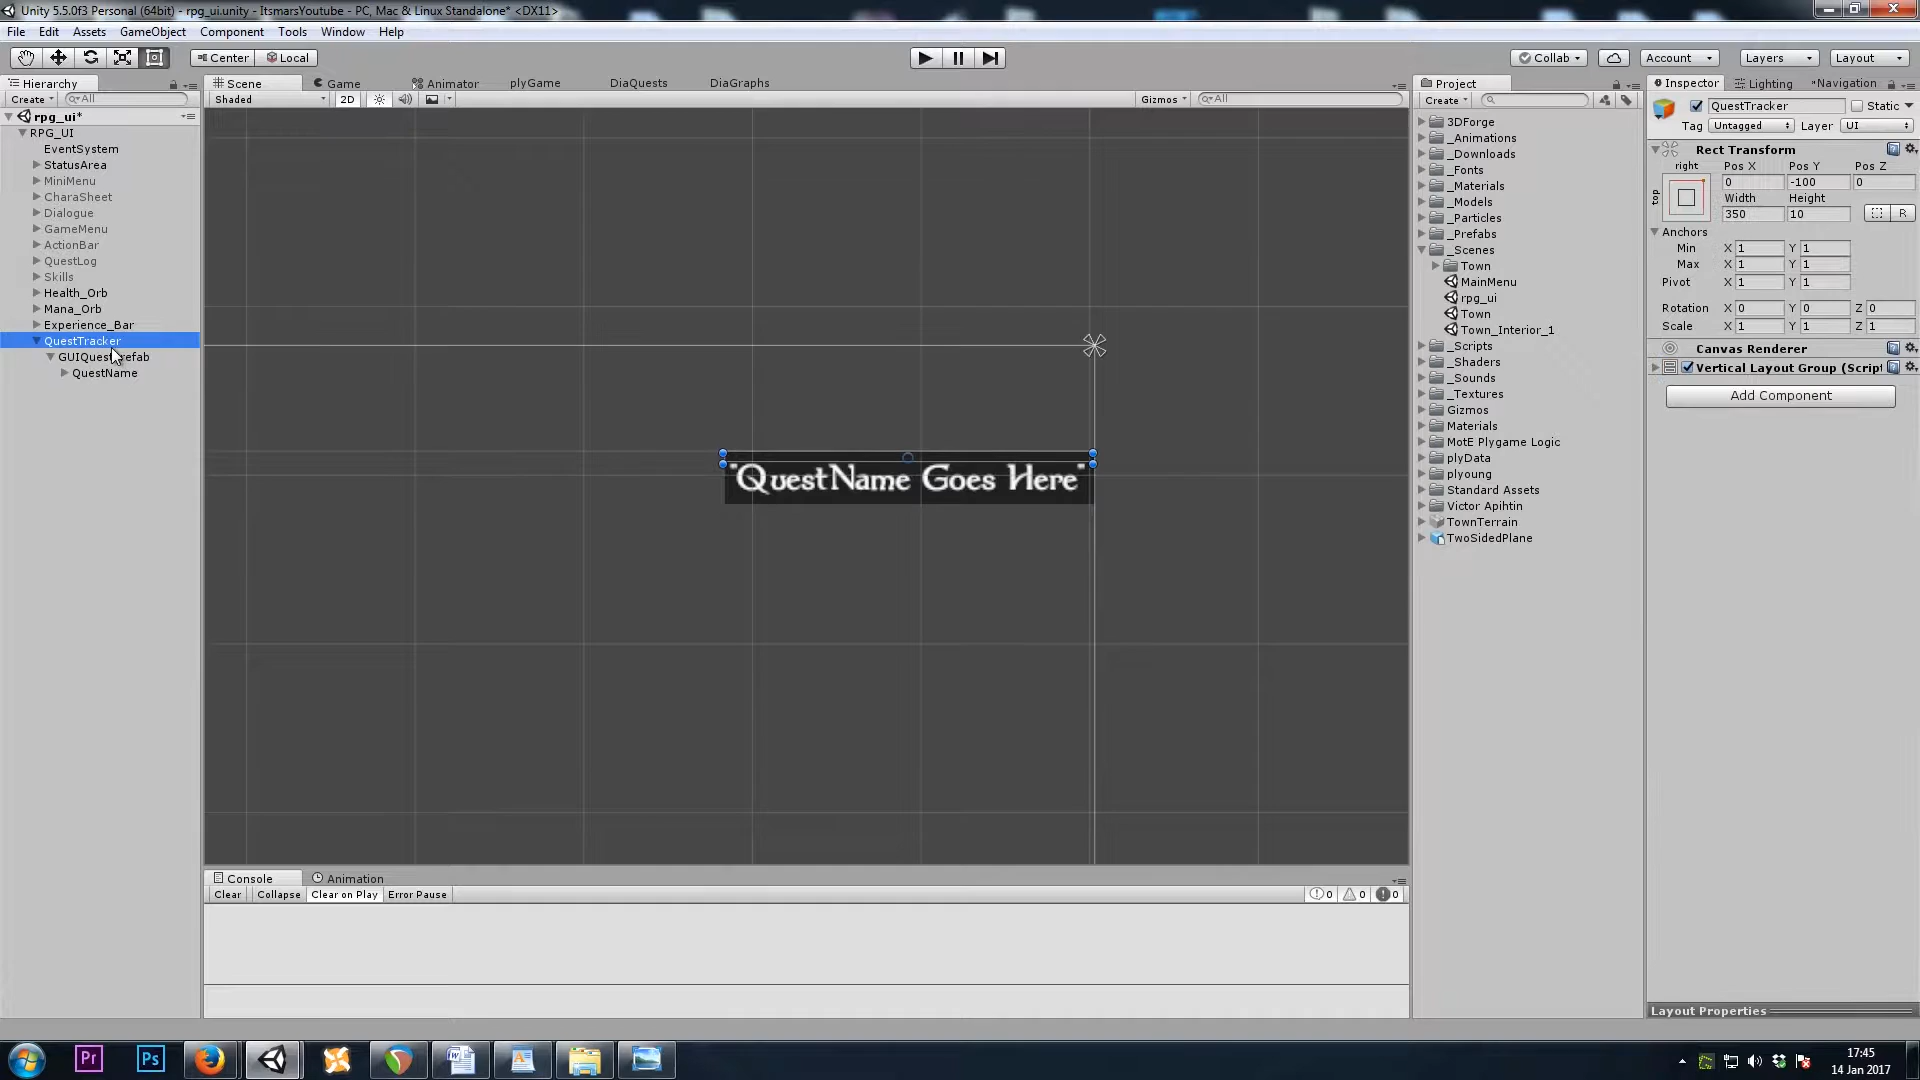 Unity 5.5.0f3 Personal (64bit) - rpg_ui.unity - ItsmarsYoutube - PC, Mac & Linux Standalone* <DX11>
File Edit Assets GameObject Component Tools Window Help
Center Local Collab Account Layers Layout
Hierarchy
Create All
rpg_ui*
RPG_UI
EventSystem
StatusArea
MiniMenu
CharaSheet
Dialogue
GameMenu
ActionBar
QuestLog
Skills
Health_Orb
Mana_Orb
Experience_Bar
QuestTracker
GUIQuestPrefab
QuestName
Scene Game Animator plyGame DiaQuests DiaGraphs
Shaded 2D Gizmos All
"QuestName Goes Here"
Console Animation
Clear Collapse Clear on Play Error Pause 0 0 0
Project
Create
3DForge
_Animations
_Downloads
_Fonts
_Materials
_Models
_Particles
_Prefabs
_Scenes
Town
MainMenu
rpg_ui
Town
Town_Interior_1
_Scripts
_Shaders
_Sounds
_Textures
Gizmos
Materials
MotE Plygame Logic
plyData
plyoung
Standard Assets
Victor Apihtin
TownTerrain
TwoSidedPlane
Inspector Lighting *Navigation
QuestTracker Static
Tag Untagged Layer UI
Rect Transform
right Pos X Pos Y Pos Z
top 0 -100 0
Width Height
350 10 R
Anchors
Min X 1 Y 1
Max X 1 Y 1
Pivot X 1 Y 1
Rotation X 0 Y 0 Z 0
Scale X 1 Y 1 Z 1
Canvas Renderer
Vertical Layout Group (Script
Add Component
Layout Properties
Pr Ps
17:45
14 Jan 2017